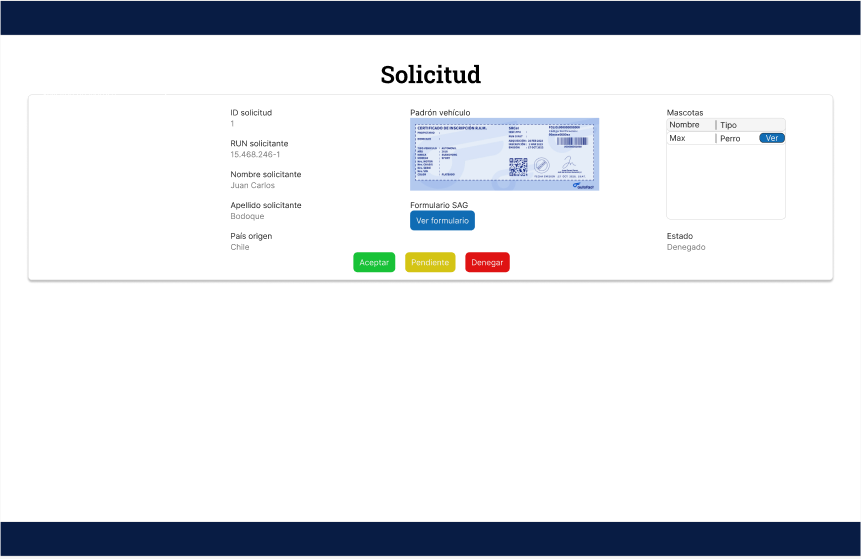 Solicitud
ID solicitud
1
RUN solicitante
15.468.246-1
Nombre solicitante
Juan Carlos
Apellido solicitante
Bodoque
País origen
Chile
Padrón vehículo
CERTIFICADO DE INSCRIPCIÓN R.V.M.
Formulario SAG
Ver formulario
Mascotas
Nombre Tipo
Max Perro Ver
Estado
Denegado
Aceptar Pendiente Denegar